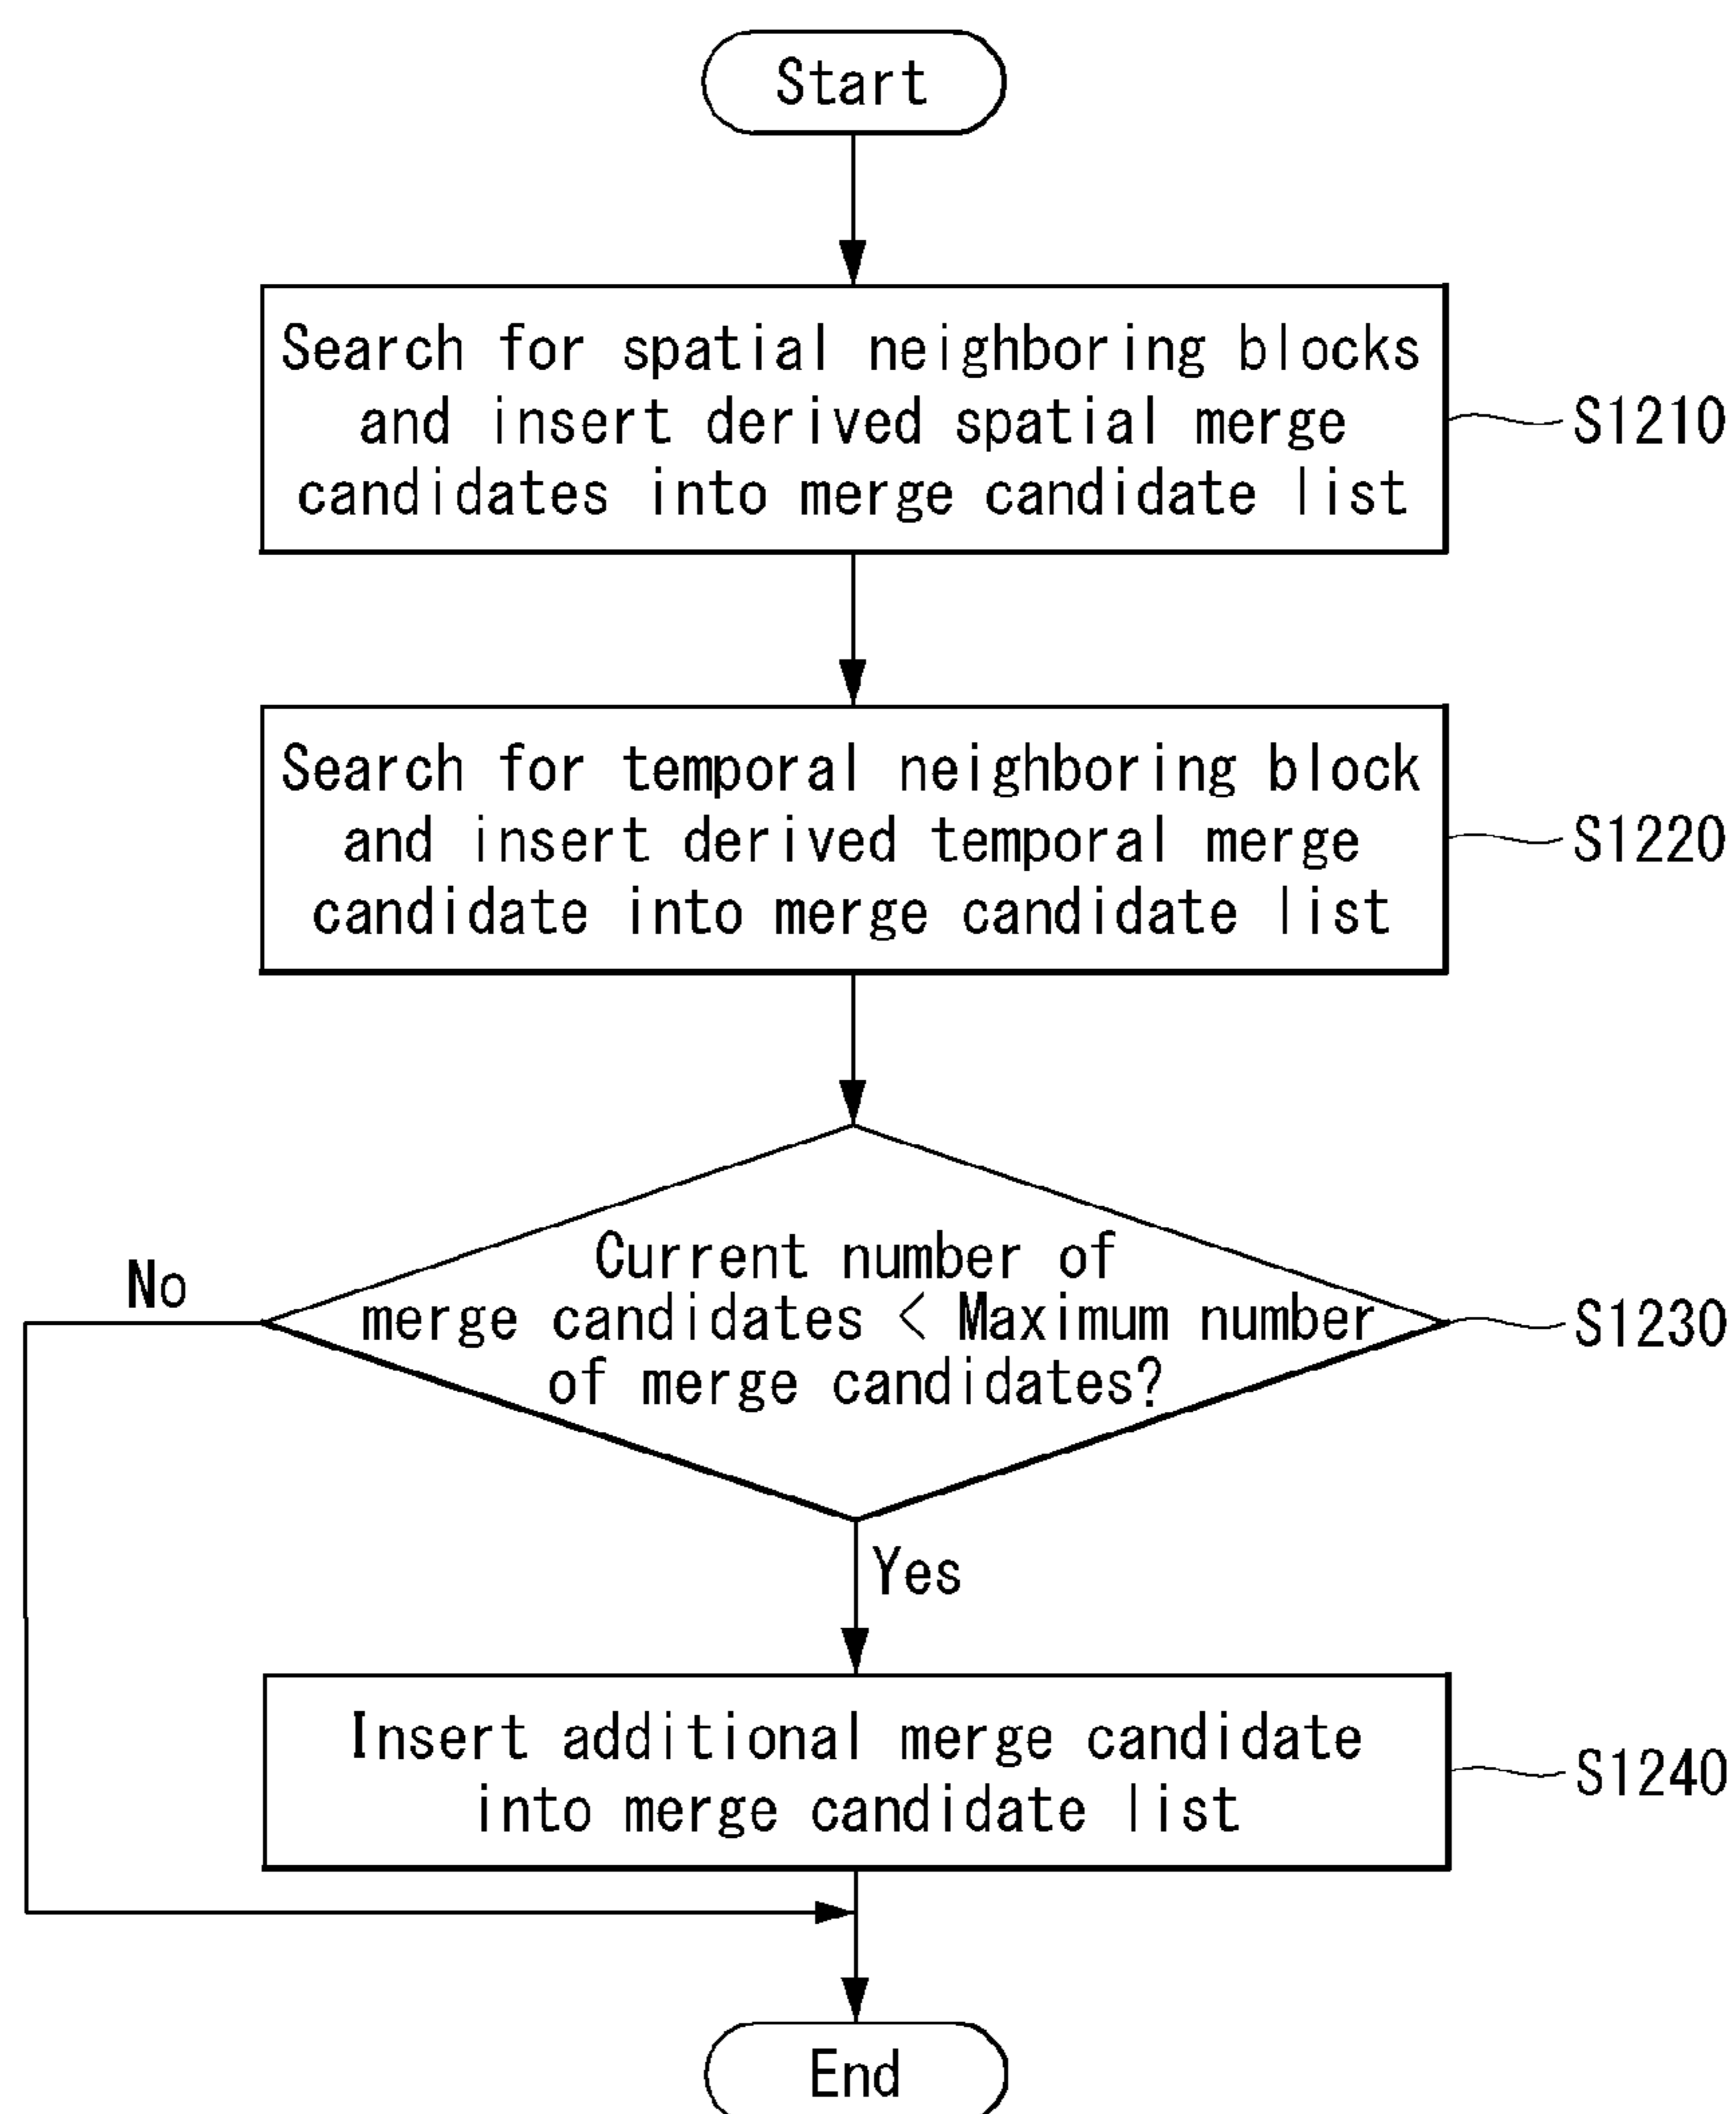 Start
Search for spatial neighboring blocks
and insert derived spatial merge
candidates into merge candidate list
S1210
Search for temporal neighboring block
and insert derived temporal merge
candidate into merge candidate list
S1220
Current number of
merge candidates < Maximum number
of merge candidates?
S1230
No
Yes
Insert additional merge candidate
into merge candidate list
S1240
End